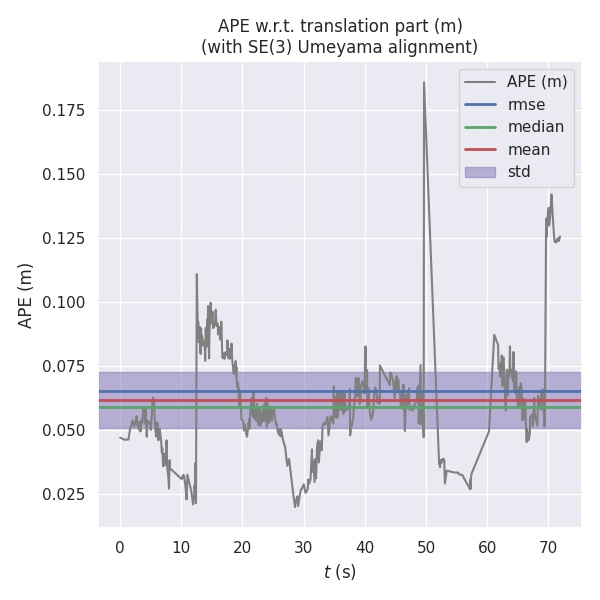 APE w.r.t. translation part (m)
(with SE(3) Umeyama alignment)
APE (m)
rmse
median
mean
std
APE (m)
0.175
0.150
0.125
0.100
0.075
0.050
0.025
0 10 20 30 40 50 60 70
t (s)